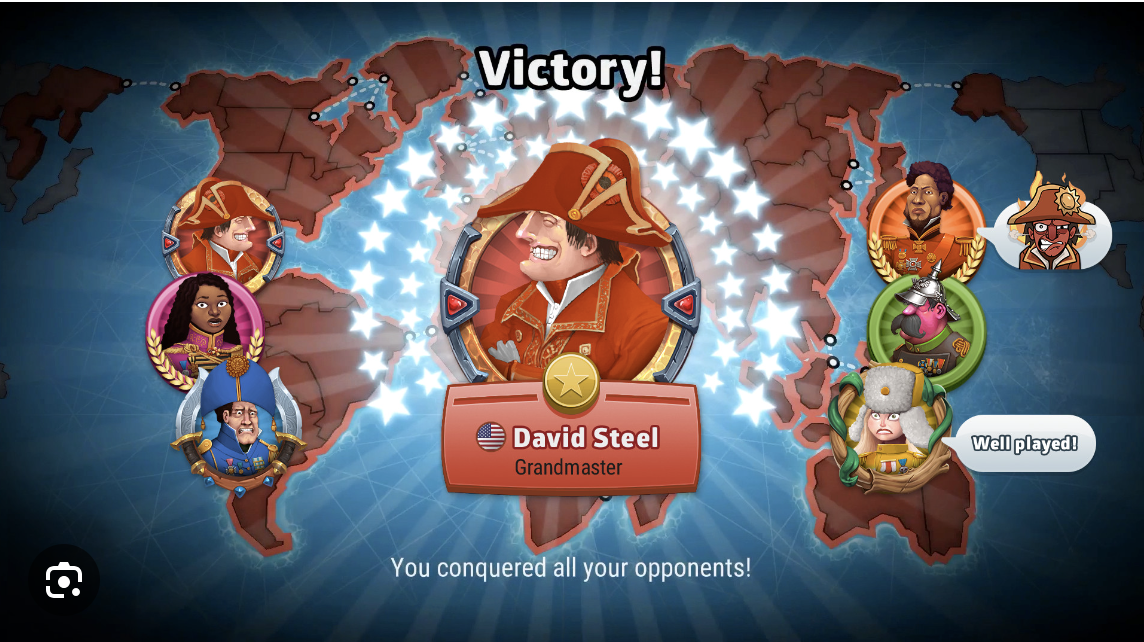 Victory!
David Steel
Grandmaster
Well played!
You conquered all your opponents!